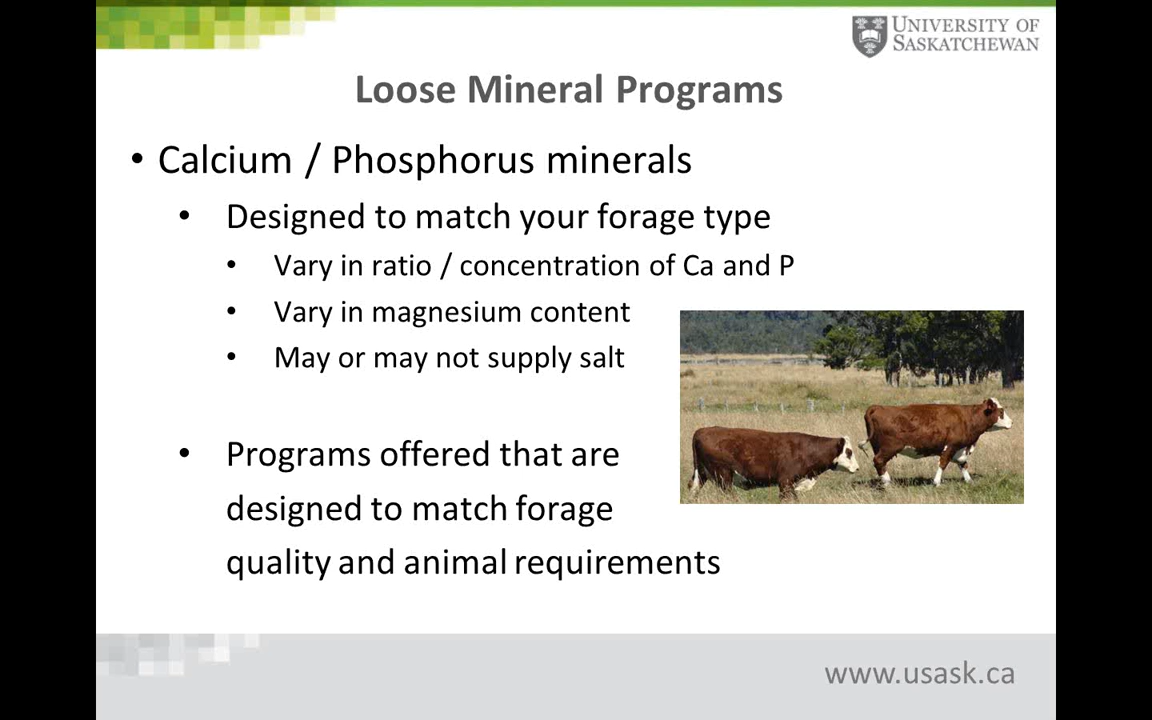 UNIVERSITY OF
SASKATCHEWAN
Loose Mineral Programs
• Calcium / Phosphorus minerals
• Designed to match your forage type
• Vary in ratio / concentration of Ca and P
• Vary in magnesium content
• May or may not supply salt
• Programs offered that are
designed to match forage
quality and animal requirements
www.usask.ca